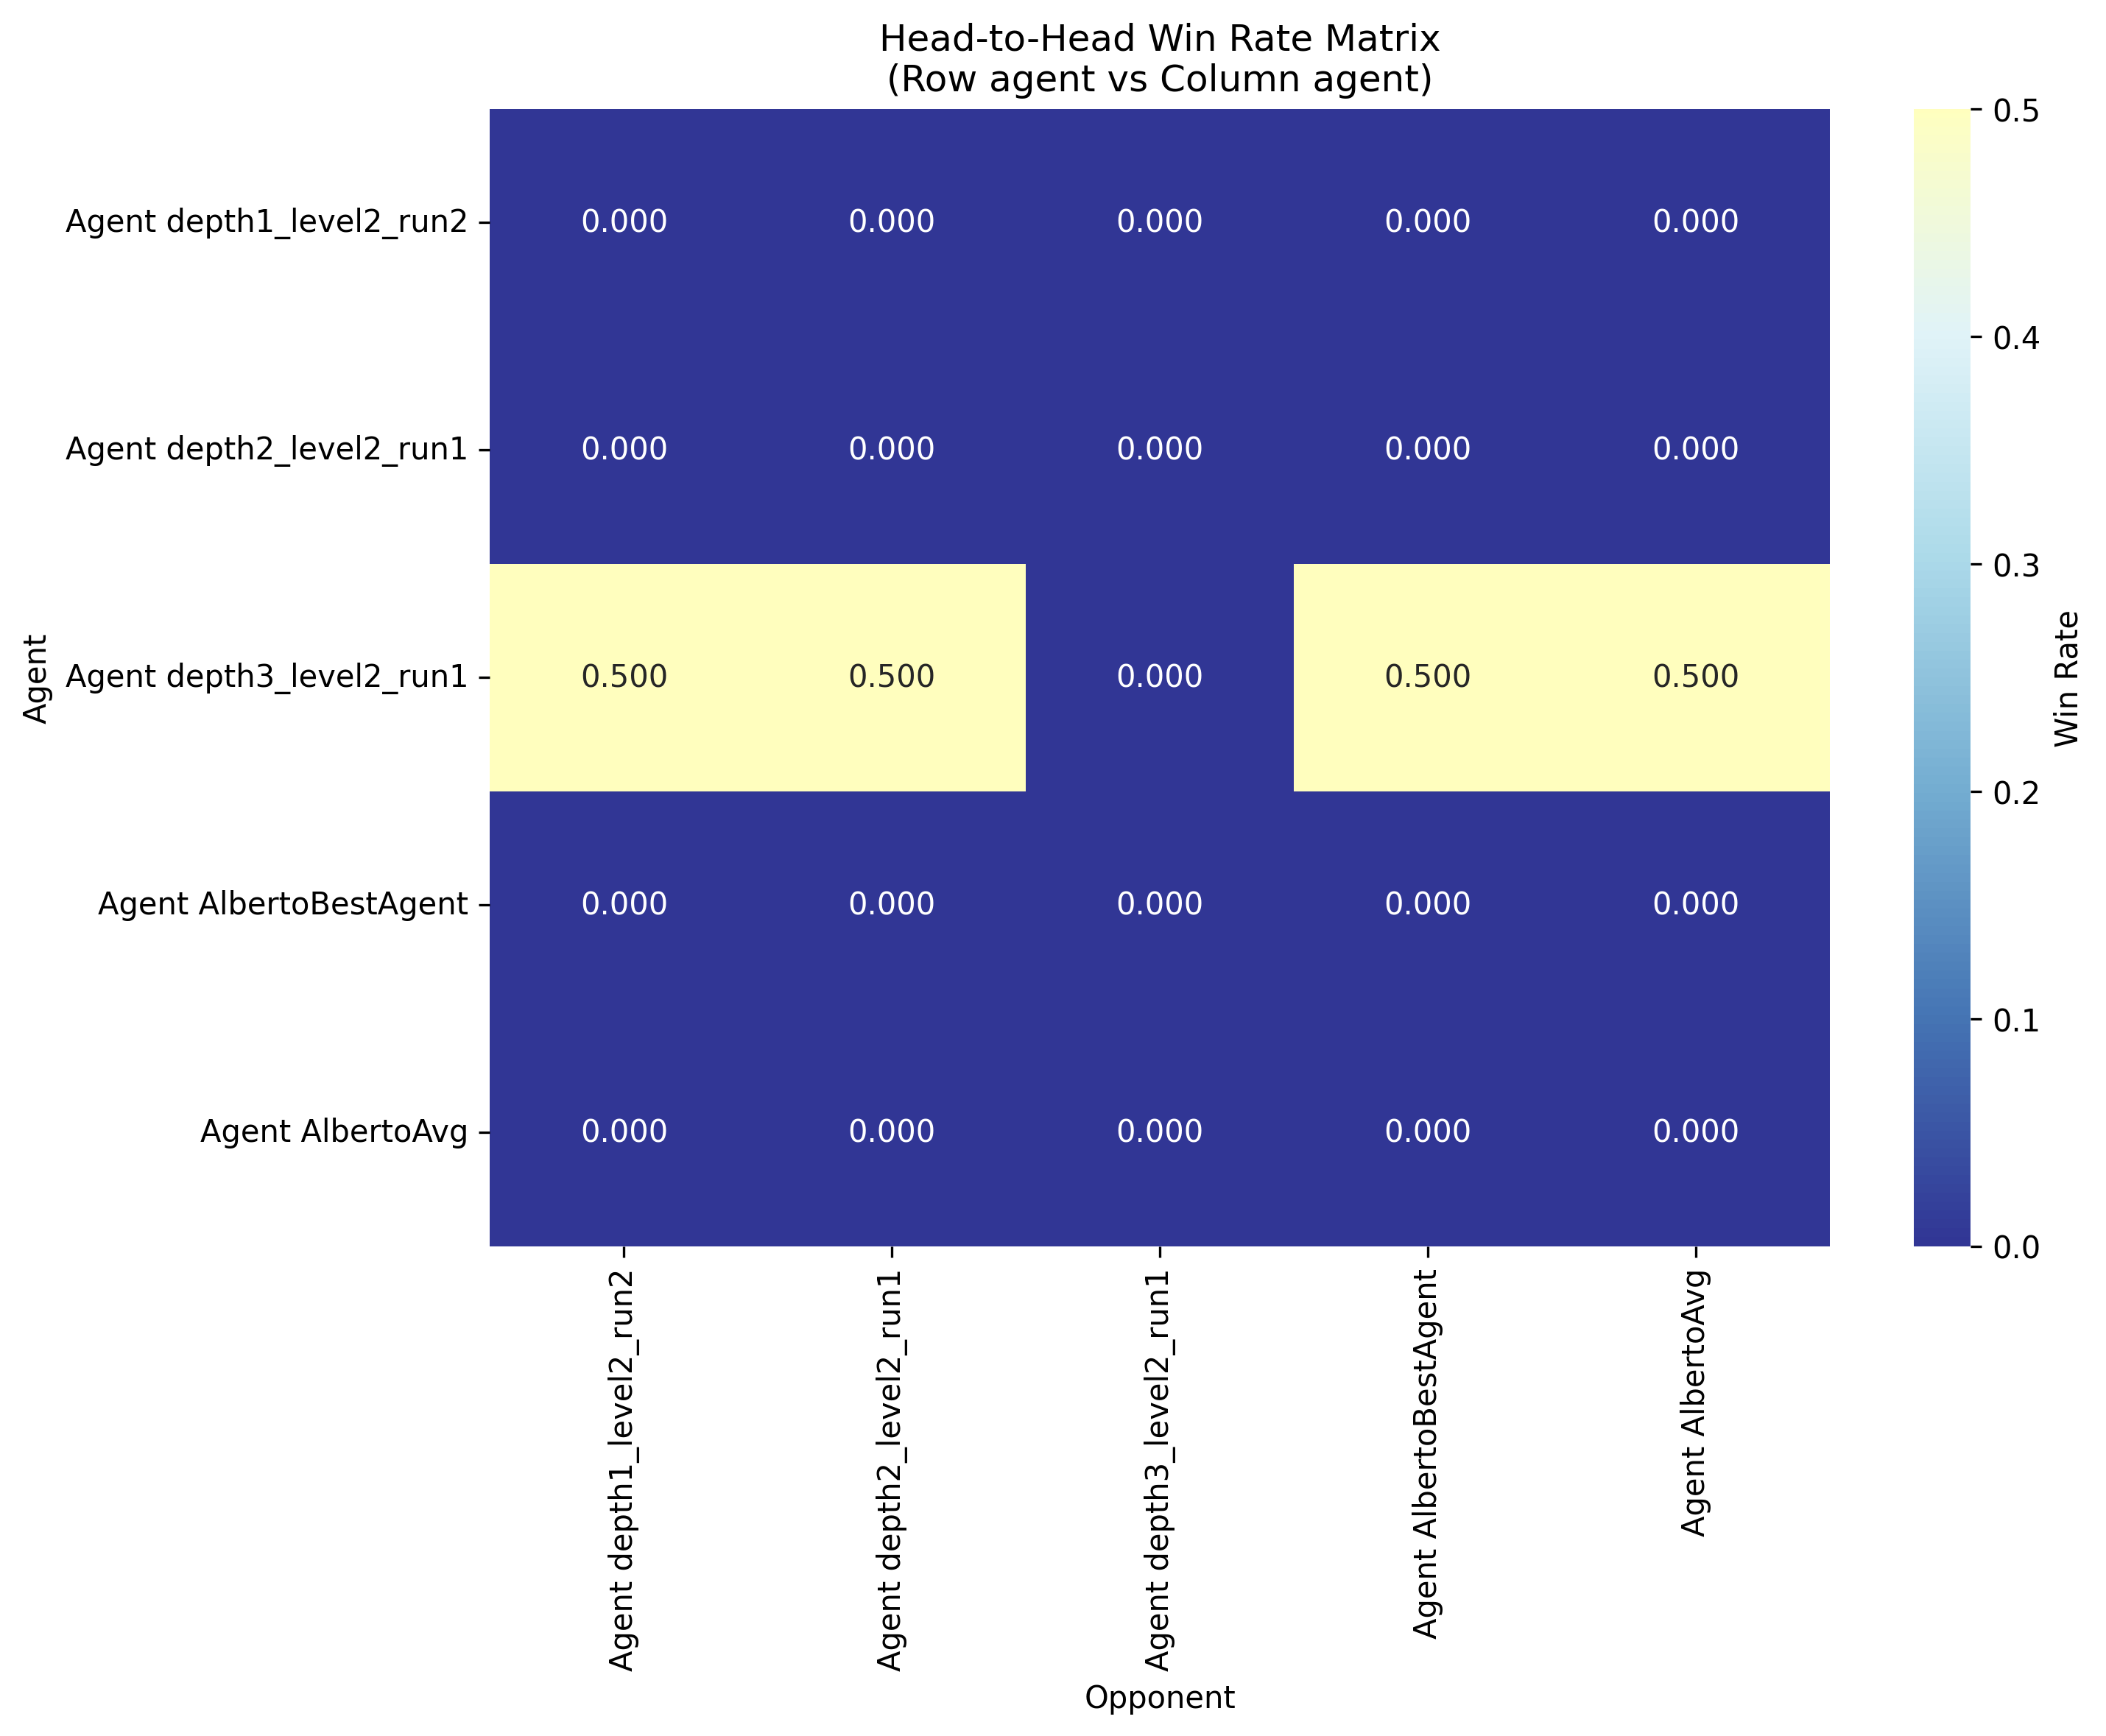 Head-to-Head Win Rate Matrix
(Row agent vs Column agent)
Agent
Agent depth1_level2_run2
0.000 0.000 0.000 0.000 0.000
Agent depth2_level2_run1
0.000 0.000 0.000 0.000 0.000
Agent depth3_level2_run1
0.500 0.500 0.000 0.500 0.500
Agent AlbertoBestAgent
0.000 0.000 0.000 0.000 0.000
Agent AlbertoAvg
0.000 0.000 0.000 0.000 0.000
Agent depth1_level2_run2
Agent depth2_level2_run1
Agent depth3_level2_run1
Agent AlbertoBestAgent
Agent AlbertoAvg
Opponent
0.5
0.4
0.3
0.2
0.1
0.0
Win Rate